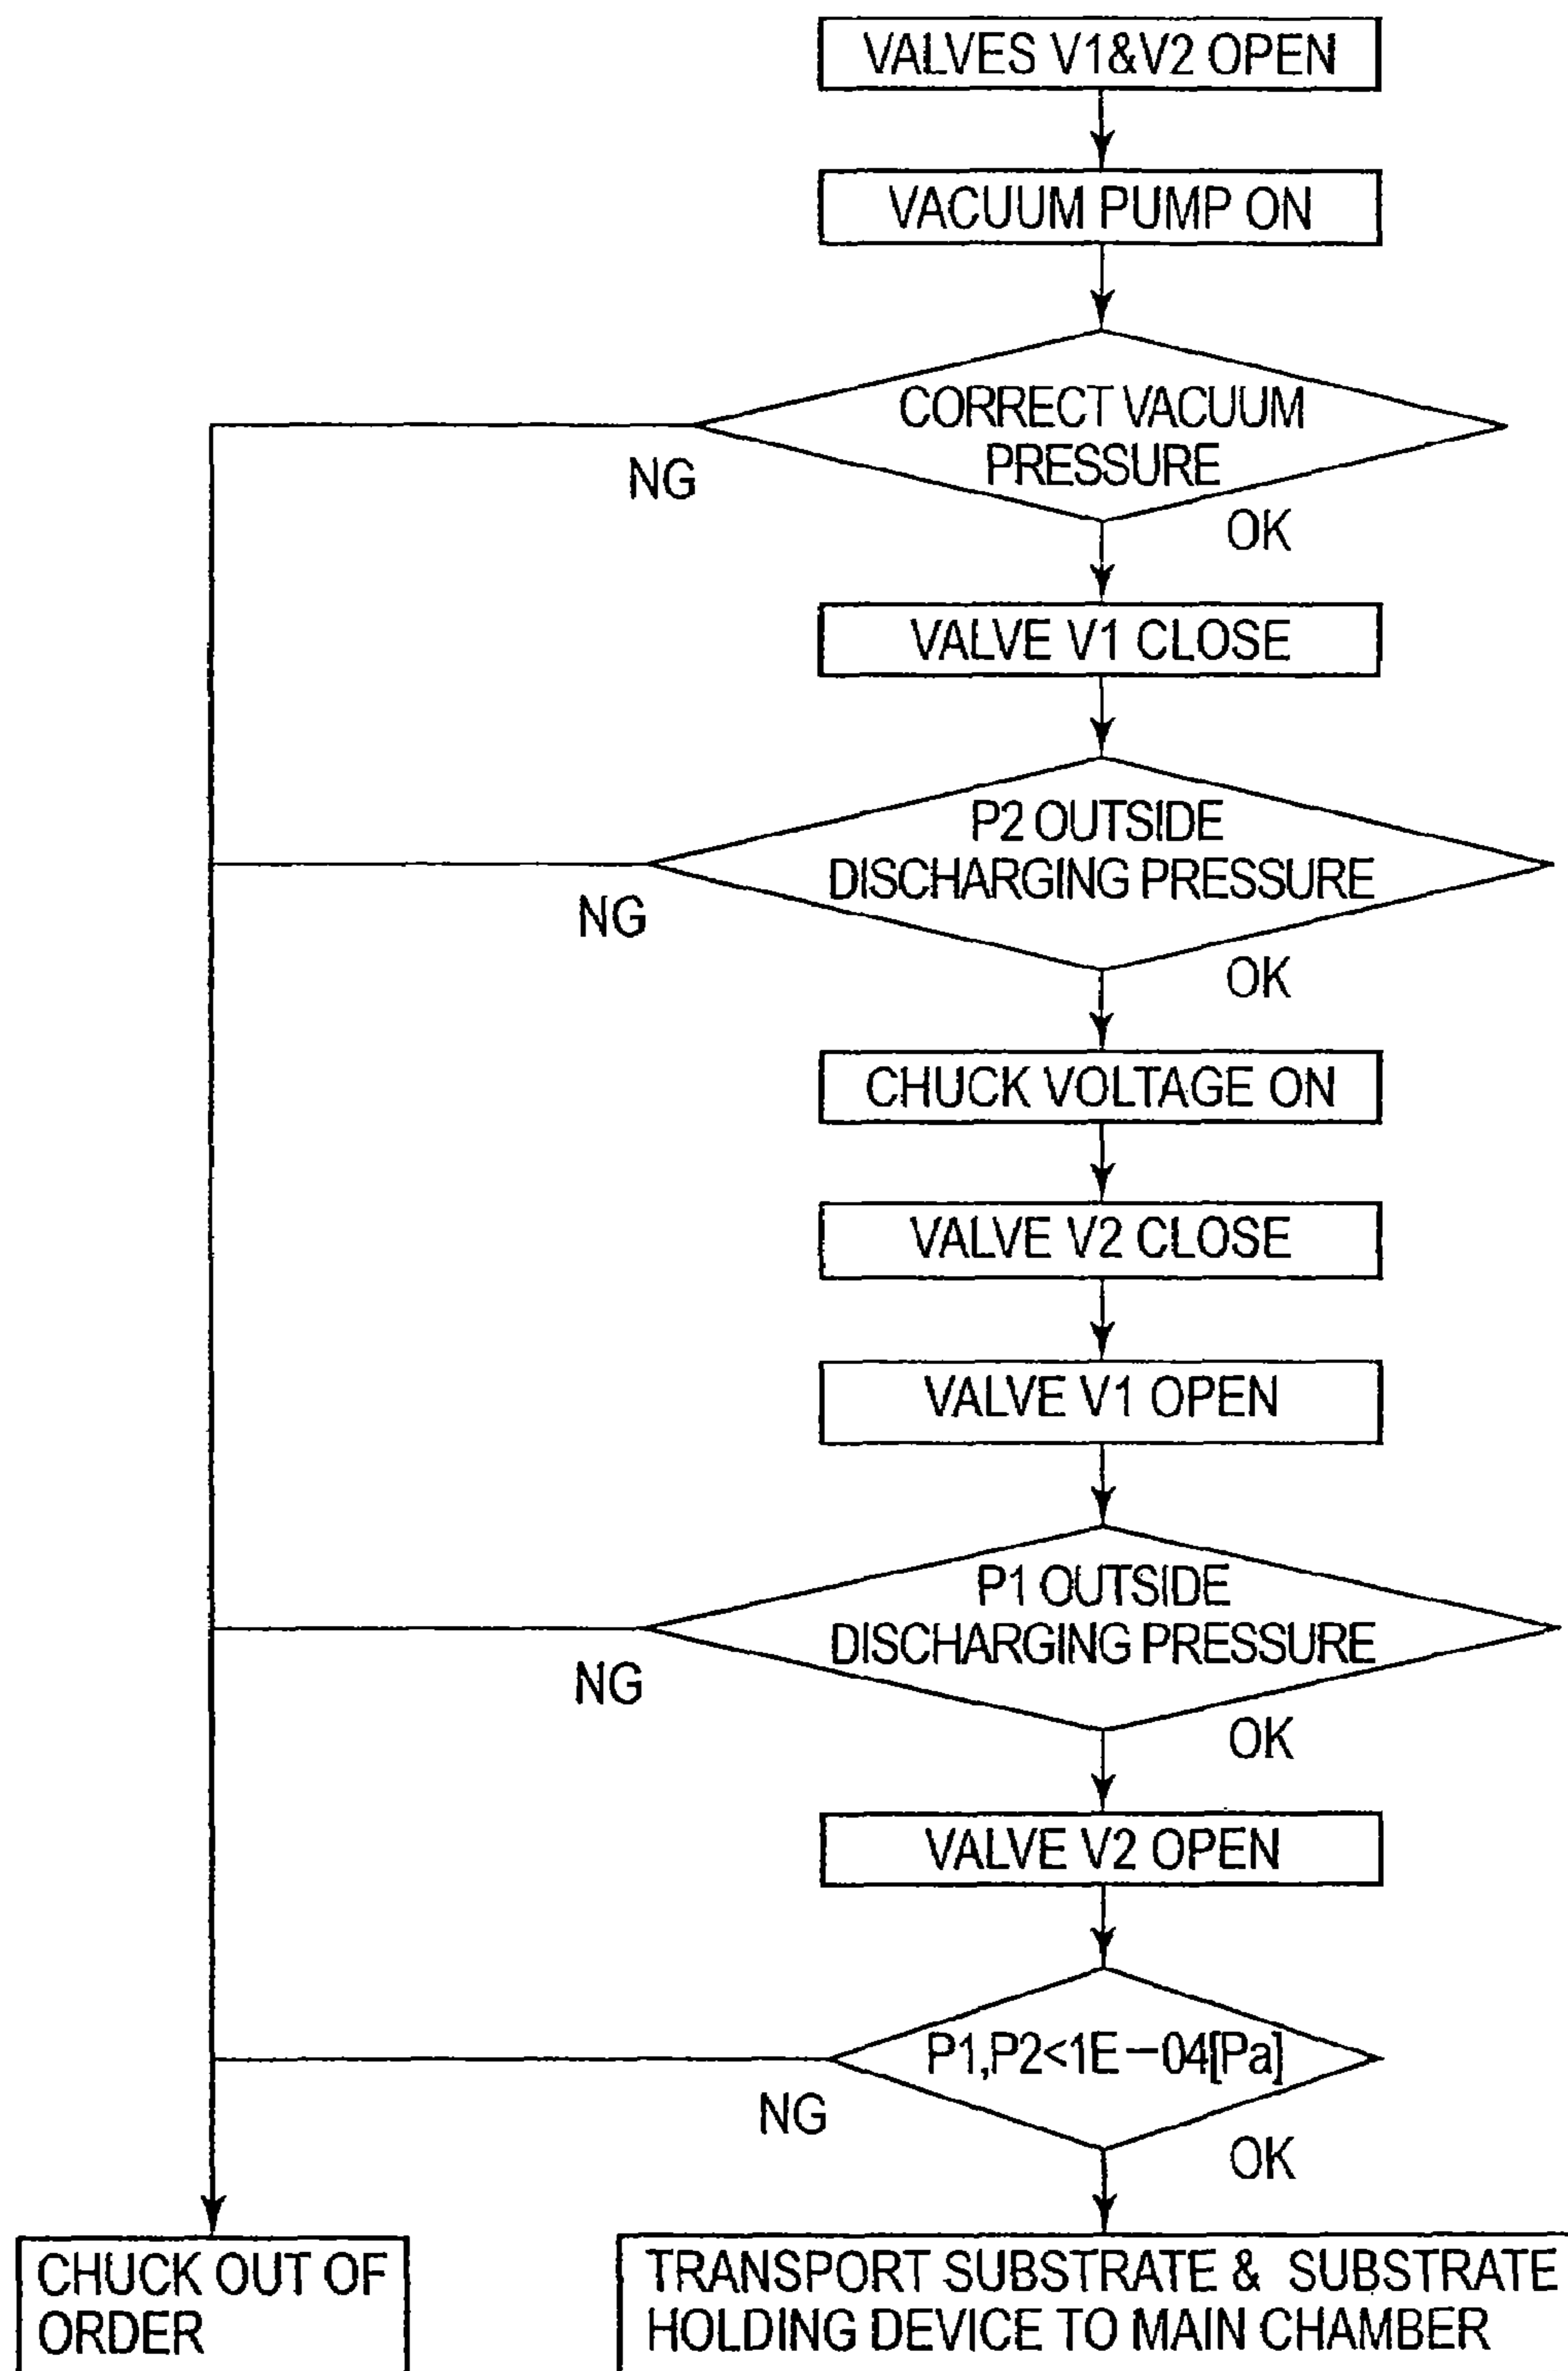 VALVES V1&V2 OPEN
VACUUM PUMP ON
CORRECT VACUUM
PRESSURE
NG
OK
VALVE V1 CLOSE
P2 OUTSIDE
DISCHARGING PRESSURE
NG
OK
CHUCK VOLTAGE ON
VALVE V2 CLOSE
VALVE V1 OPEN
P1 OUTSIDE
DISCHARGING PRESSURE
NG
OK
VALVE V2 OPEN
P1,P2<1E－04[Pa]
NG
OK
CHUCK OUT OF
ORDER
TRANSPORT SUBSTRATE & SUBSTRATE
HOLDING DEVICE TO MAIN CHAMBER